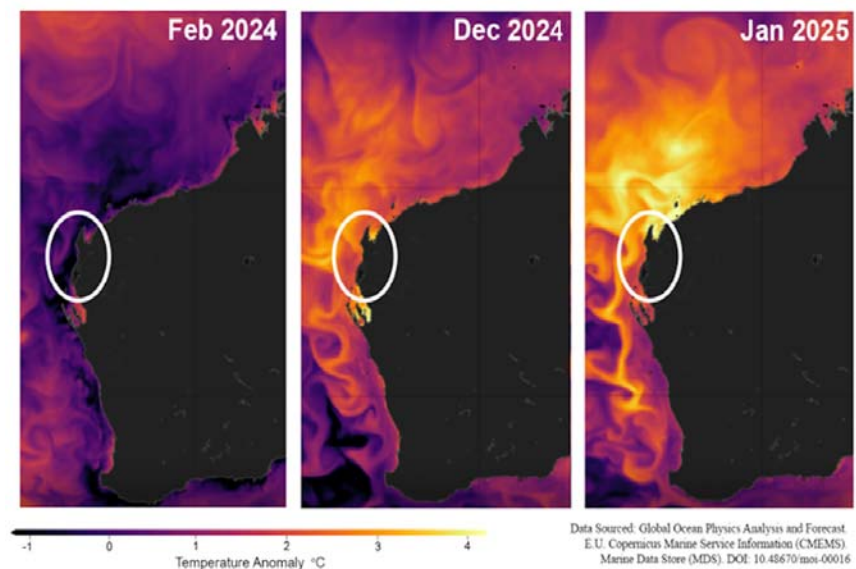 Feb 2024
Dec 2024
Jan 2025
-1 0 1 2 3 4
Temperature Anomaly °C
Data Sourced: Global Ocean Physics Analysis and Forecast.
E.U. Copernicus Marine Service Information (CMEMS).
Marine Data Store (MDS). DOI: 10.48670/moi-00016